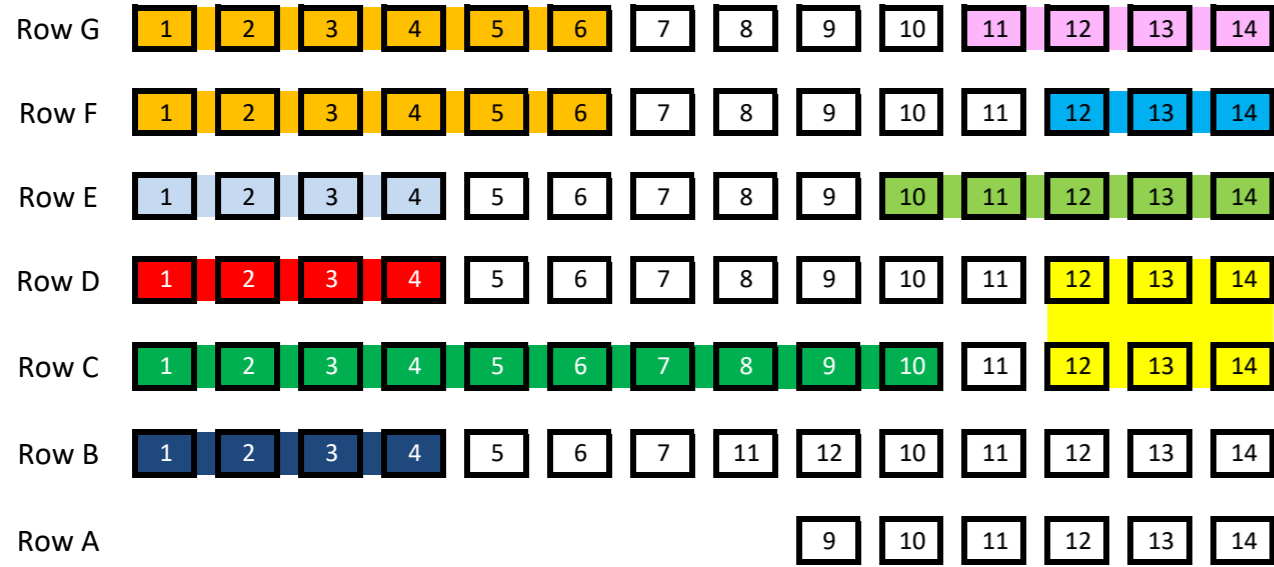 Row G 1 2 3 4 5 6 7 8 9 10 11 12 13 14
Row F 1 2 3 4 5 6 7 8 9 10 11 12 13 14
Row E 1 2 3 4 5 6 7 8 9 10 11 12 13 14
Row D 1 2 3 4 5 6 7 8 9 10 11 12 13 14
Row C 1 2 3 4 5 6 7 8 9 10 11 12 13 14
Row B 1 2 3 4 5 6 7 11 12 10 11 12 13 14
Row A 9 10 11 12 13 14